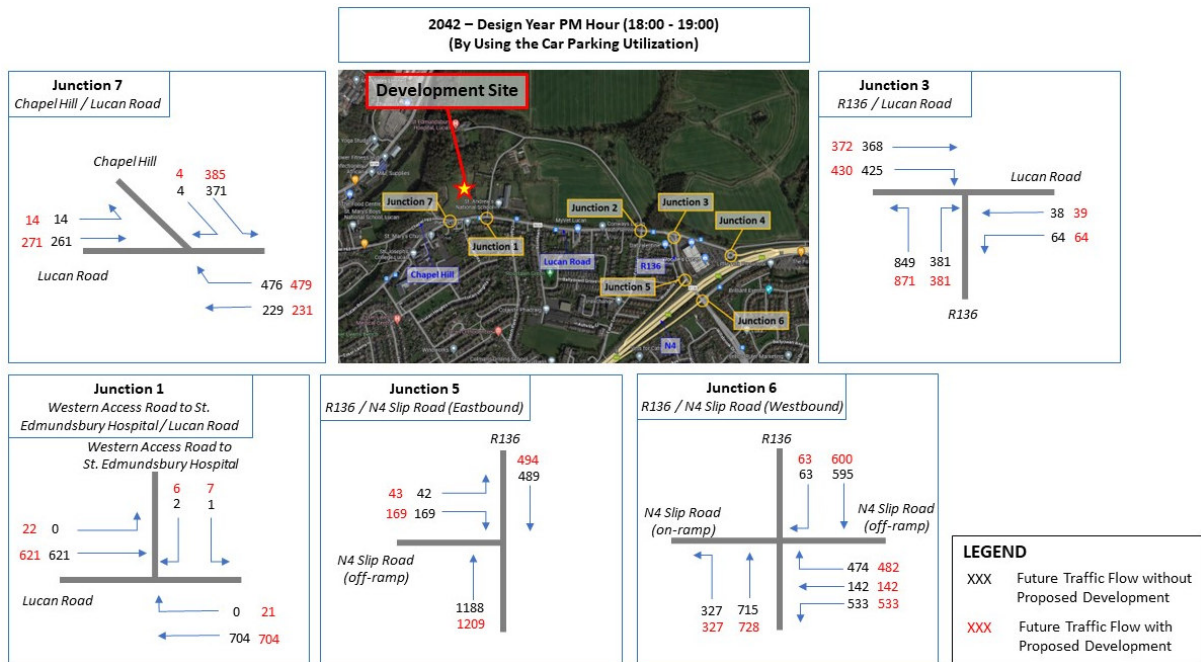 2042 – Design Year PM Hour (18:00 - 19:00)
(By Using the Car Parking Utilization)
Junction 7
Chapel Hill / Lucan Road
Chapel Hill
4 385
4 371
14 14
271 261
Lucan Road
476 479
229 231
Development Site
Junction 7
Junction 1
Junction 2
Junction 3
Junction 4
Junction 5
Junction 6
Chapel Hill
Lucan Road
R136
N4
Junction 3
R136 / Lucan Road
372 368
430 425
Lucan Road
38 39
64 64
849 381
871 381
R136
Junction 1
Western Access Road to St.
Edmundsbury Hospital / Lucan Road
Western Access Road to
St. Edmundsbury Hospital
6 7
2 1
22 0
621 621
Lucan Road
0 21
704 704
Junction 5
R136 / N4 Slip Road (Eastbound)
R136
494
489
43 42
169 169
N4 Slip Road
(off-ramp)
1188
1209
Junction 6
R136 / N4 Slip Road (Westbound)
R136
63 600
63 595
N4 Slip Road
(on-ramp)
N4 Slip Road
(off-ramp)
474 482
142 142
533 533
327 715
327 728
LEGEND
XXX Future Traffic Flow without
Proposed Development
XXX Future Traffic Flow with
Proposed Development